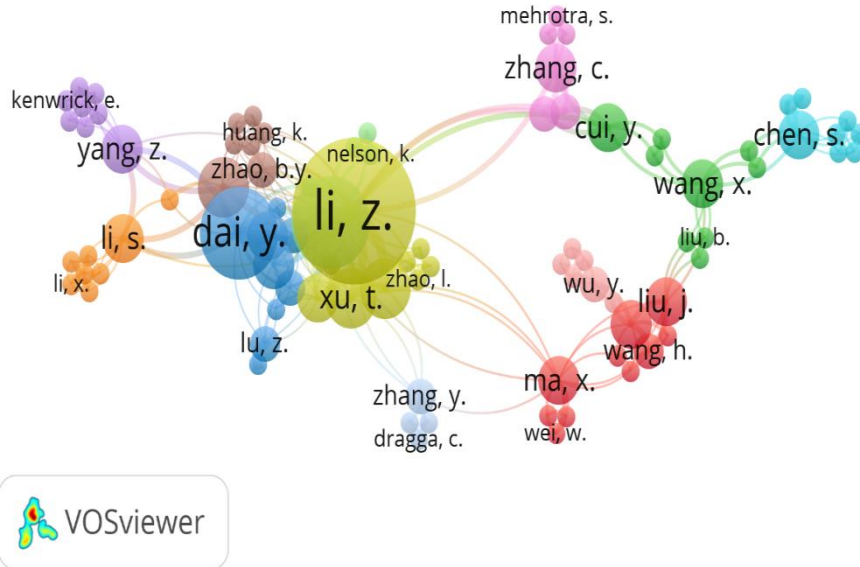 mehrotra, s.
zhang, c.
kenwrick, e.
huang, k.
cui, y.
chen, s.
yang, z.
nelson, k.
zhao, b.y.
wang, x.
li, z.
dai, y.
li, s.
liu, b.
li, x.
zhao, l.
wu, y.
xu, t.
liu, j.
lu, z.
wang, h.
ma, x.
zhang, y.
dragga, c.
wei, w.
VOSviewer